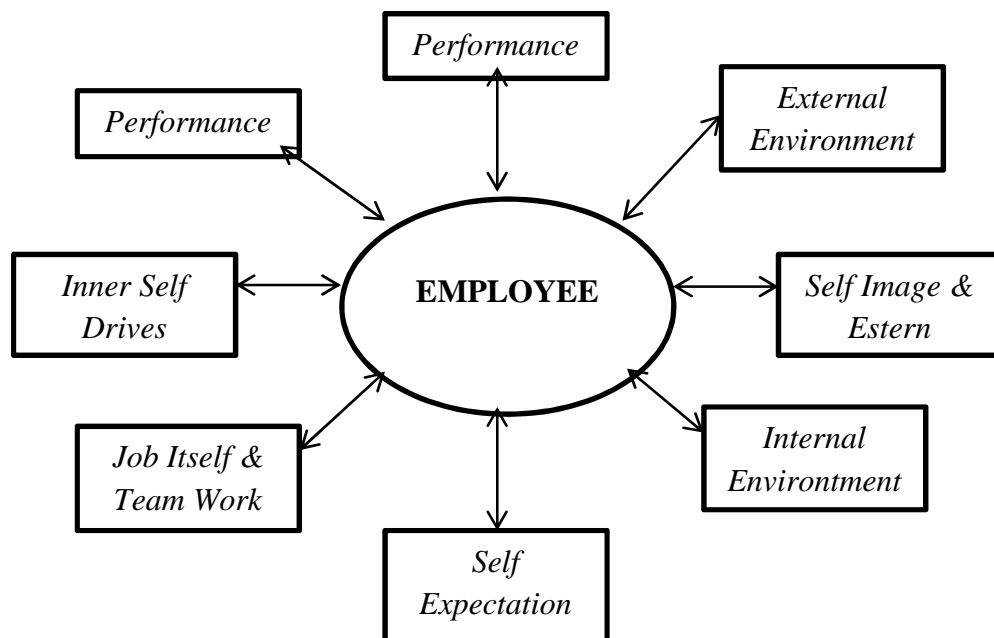 Performance
Performance
External
Environment
Inner Self
Drives
EMPLOYEE
Self Image &
Estern
Job Itself &
Team Work
Internal
Environtment
Self
Expectation